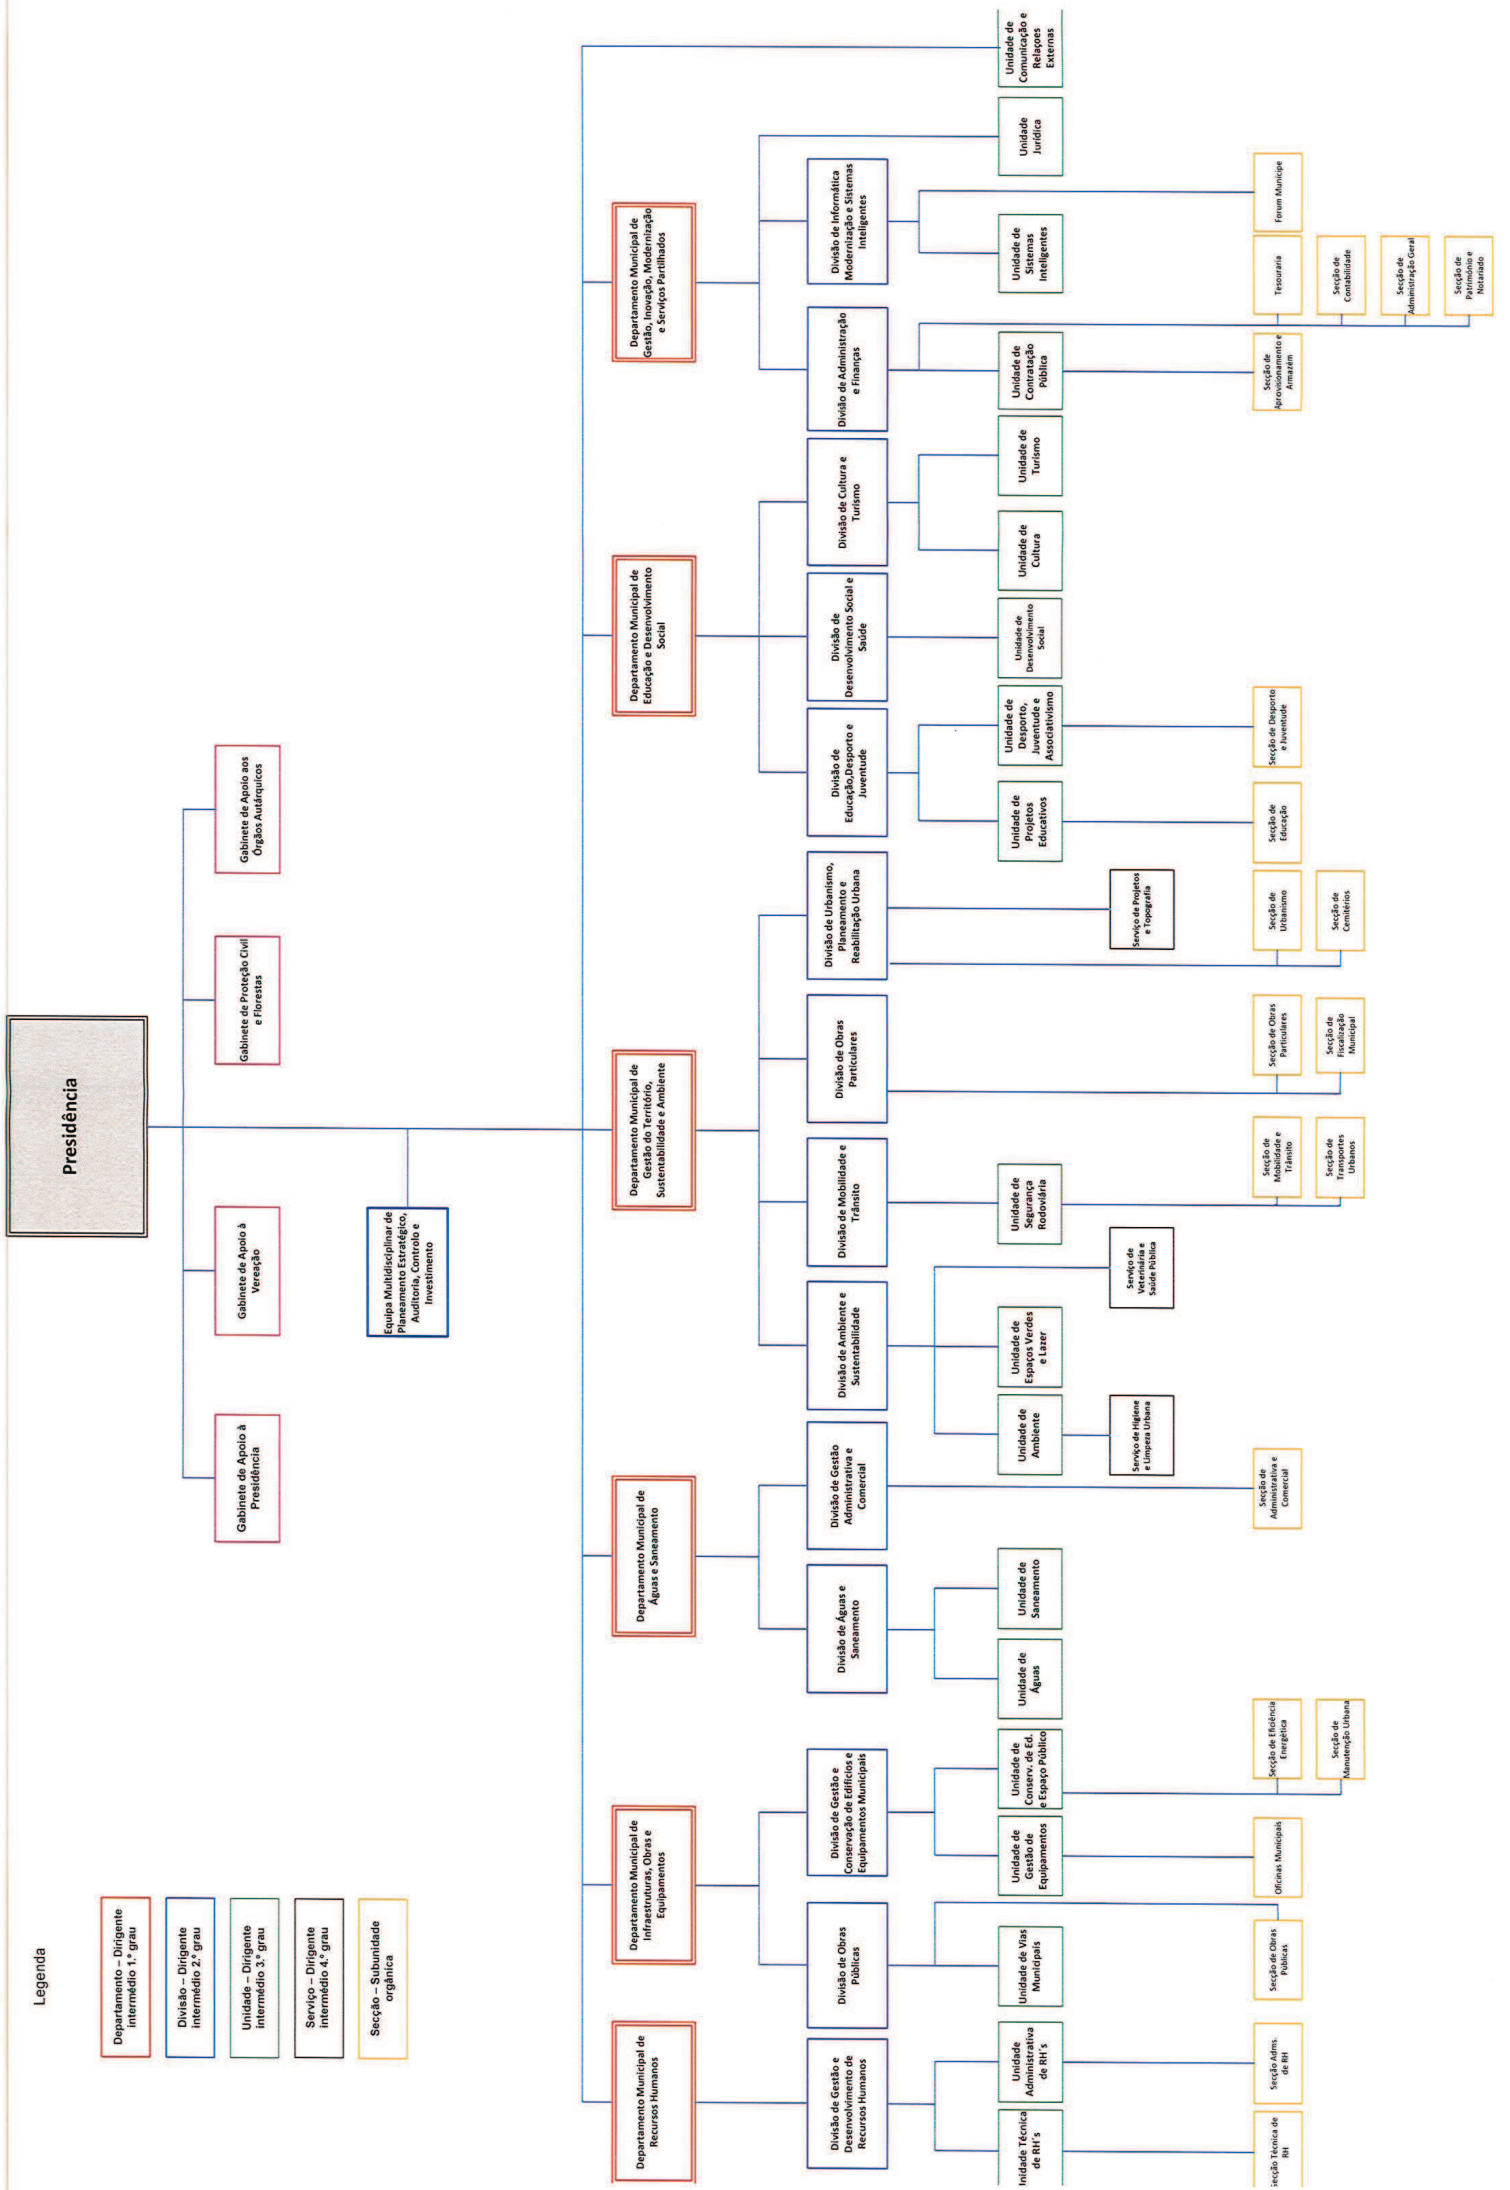 Legenda
Departamento – Dirigente
intermédio 1.º grau
Divisão – Dirigente
intermédio 2.º grau
Unidade – Dirigente
intermédio 3.º grau
Serviço – Dirigente
intermédio 4.º grau
Secção – Subunidade
orgânica
Presidência
Gabinete de Apoio à
Presidência
Gabinete de Apoio à
Vereação
Gabinete de Proteção Civil
e Florestas
Gabinete de Apoio aos
Órgãos Autárquicos
Equipa Multidisciplinar de
Planeamento Estratégico,
Auditoria, Controlo e
Investimento
Departamento Municipal de
Recursos Humanos
Departamento Municipal de
Infraestruturas, Obras e
Equipamentos
Departamento Municipal de
Águas e Saneamento
Departamento Municipal de
Gestão do Território,
Sustentabilidade e Ambiente
Departamento Municipal de
Educação e Desenvolvimento
Social
Departamento Municipal de
Gestão, Inovação, Modernização
e Serviços Partilhados
Divisão de Gestão e
Desenvolvimento de
Recursos Humanos
Divisão de Obras
Públicas
Divisão de Gestão e
Conservação de Edifícios e
Equipamentos Municipais
Divisão de Águas e
Saneamento
Divisão de Gestão
Administrativa e
Comercial
Divisão de Ambiente e
Sustentabilidade
Divisão de Mobilidade e
Trânsito
Divisão de Obras
Particulares
Divisão de Urbanismo,
Planeamento e
Reabilitação Urbana
Divisão de
Educação,Desporto e
Juventude
Divisão de
Desenvolvimento Social e
Saúde
Divisão de Cultura e
Turismo
Divisão de Administração
e Finanças
Divisão de Informática
Modernização e Sistemas
Inteligentes
Unidade Técnica
de RH´s
Unidade
Administrativa
de RH´s
Unidade de Vias
Municipais
Unidade de
Gestão de
Equipamentos
Unidade de
Conserv. de Ed.
e Espaço Público
Unidade de
Águas
Unidade de
Saneamento
Unidade de
Ambiente
Unidade de
Espaços Verdes
e Lazer
Unidade de
Segurança
Rodoviária
Unidade de
Projetos
Educativos
Unidade de
Desporto,
Juventude e
Associativismo
Unidade de
Desenvolvimento
Social
Unidade de
Cultura
Unidade de
Turismo
Unidade de
Contratação
Pública
Unidade de
Sistemas
Inteligentes
Unidade
Jurídica
Unidade de
Comunicação e
Relaçoes
Externas
Serviço de Higiene
e Limpeza Urbana
Serviço de
Veterinária e
Saúde Pública
Serviço de Projetos
e Topografia
Secção Técnica de
RH
Secção Adms.
de RH
Secção de Obras
Públicas
Oficinas Municipais
Secção de Eficiência
Energética
Secção de
Manutenção Urbana
Secção de
Administrativa e
Comercial
Secção de
Mobilidade e
Trânsito
Secção de
Transportes
Urbanos
Secção de Obras
Particulares
Secção de
Fiscalização
Municipal
Secção de
Urbanismo
Secção de
Cemitérios
Secção de
Educação
Secção de Desporto
e Juventude
Secção de
Aprovisionamento e
Armazém
Tesouraria
Secção de
Contabilidade
Secção de
Administração Geral
Secção de
Património e
Notariado
Forum Munícipe